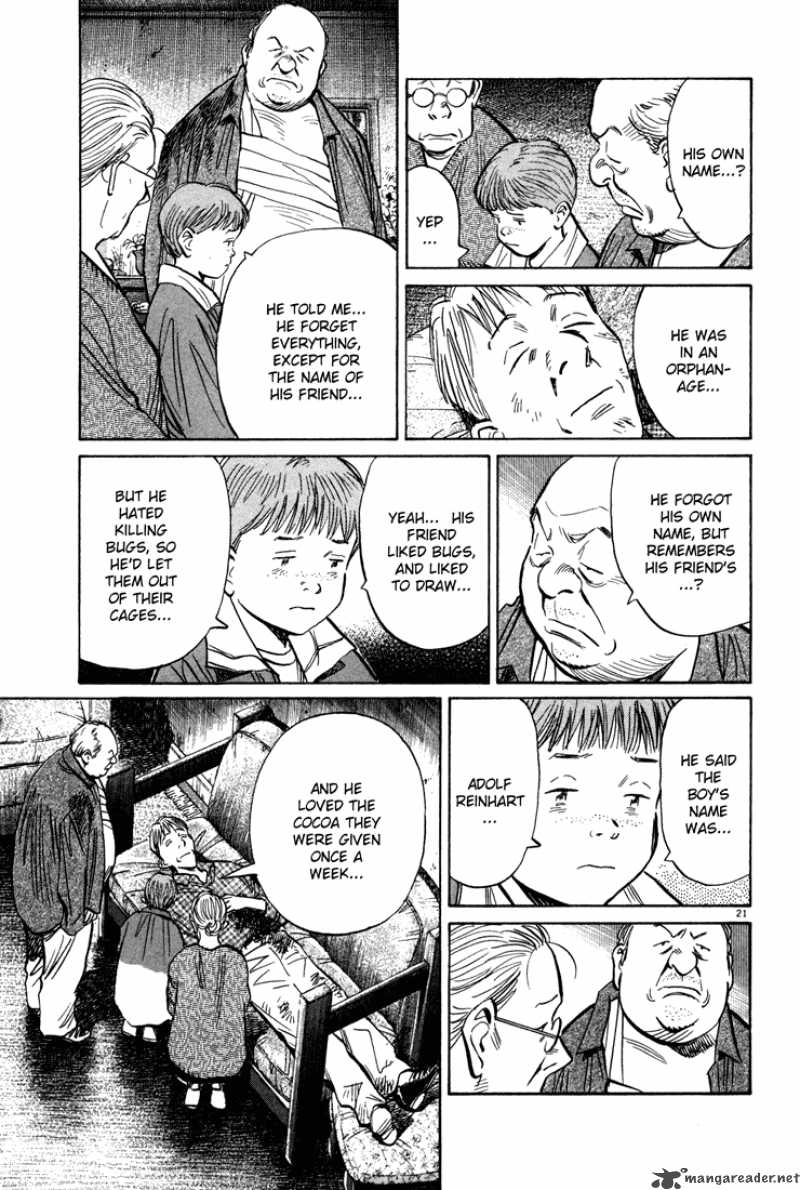 HIS OWN
NAME...?
YEP
...
HE WAS
IN AN
ORPHAN-
AGE...
HE TOLD ME...
HE FORGET
EVERYTHING,
EXCEPT FOR
THE NAME OF
HIS FRIEND...
HE FORGOT
HIS OWN
NAME, BUT
REMEMBERS
HIS FRIEND'S
...?
YEAH... HIS
FRIEND
LIKED BUGS,
AND LIKED
TO DRAW...
BUT HE
HATED
KILLING
BUGS, SO
HE'D LET
THEM OUT
OF THEIR
CAGES...
HE SAID
THE
BOY'S
NAME
WAS...
ADOLF
REINHART
...
21
AND HE
LOVED THE
COCOA THEY
WERE GIVEN
ONCE A
WEEK...
mangareader.net